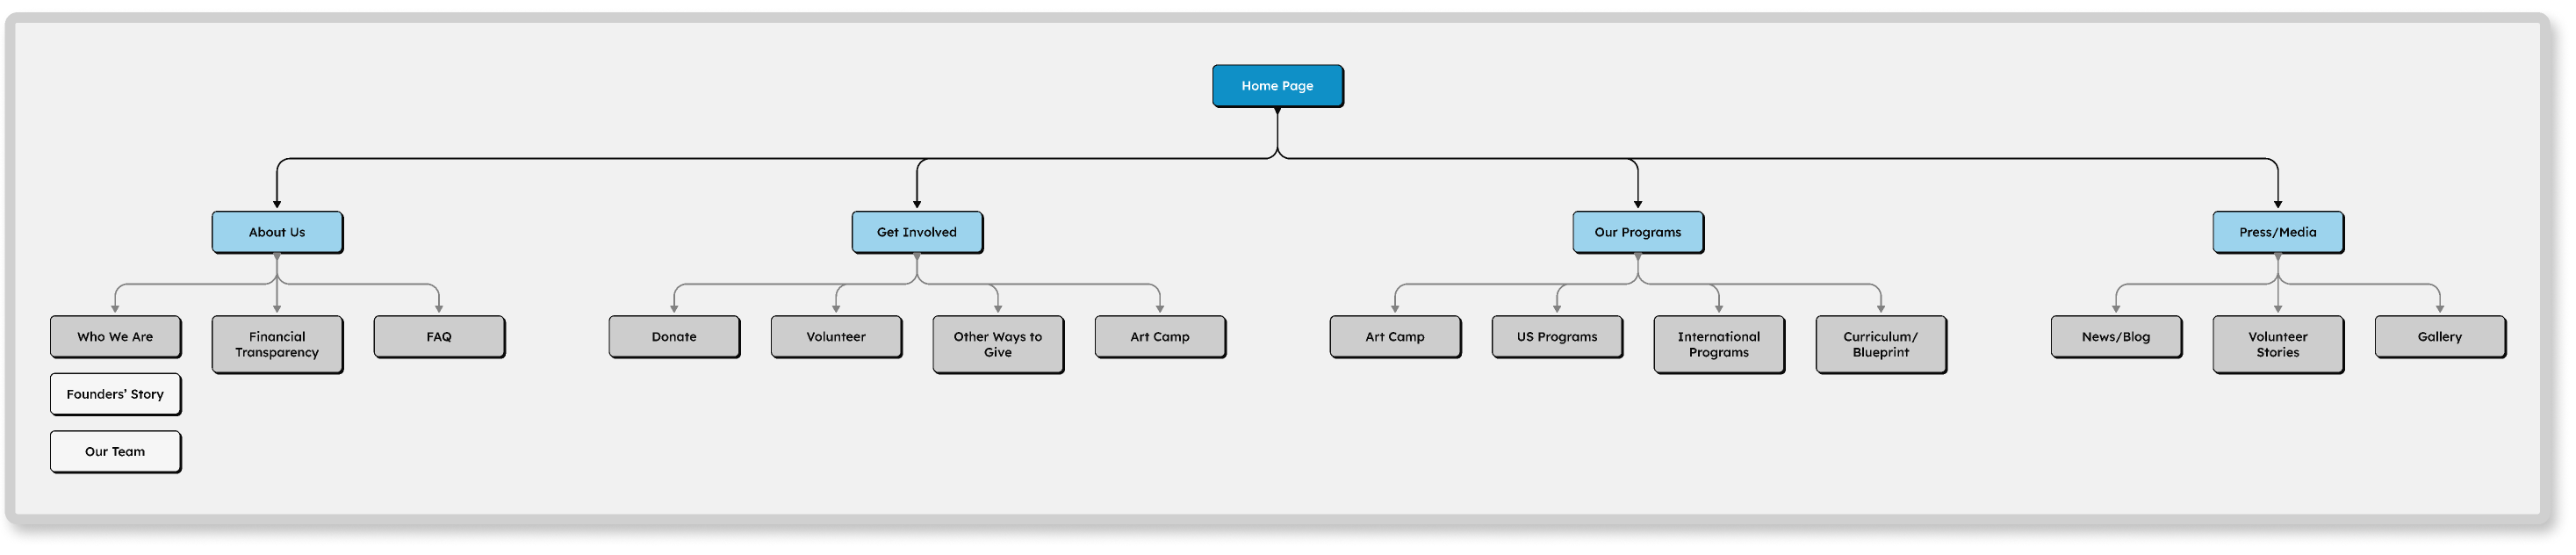 Home Page
About Us
Get Involved
Our Programs
Press/Media
Who We Are
Financial
Transparency
FAQ
Donate
Volunteer
Other Ways to
Give
Art Camp
Art Camp
US Programs
International
Programs
Curriculum/
Blueprint
News/Blog
Volunteer
Stories
Gallery
Founders’ Story
Our Team